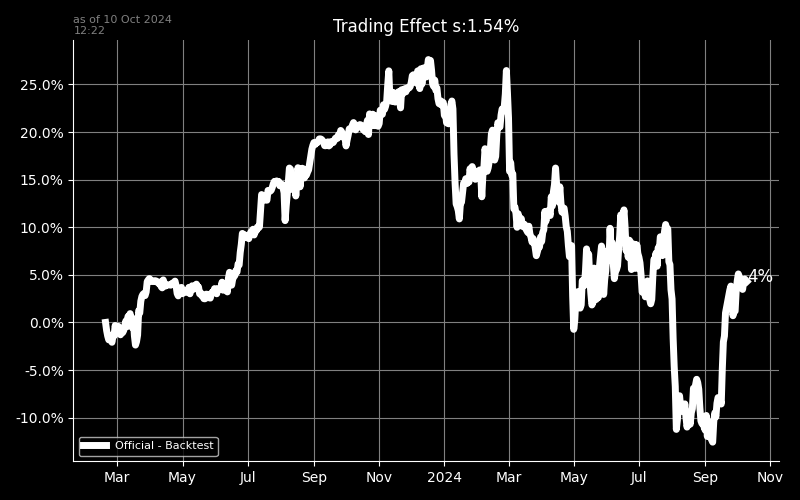 as of 10 Oct 2024
12:22
Trading Effect s:1.54%
25.0%
20.0%
15.0%
10.0%
5.0%
0.0%
-5.0%
-10.0%
4%
Official - Backtest
Mar May Jul Sep Nov 2024 Mar May Jul Sep Nov